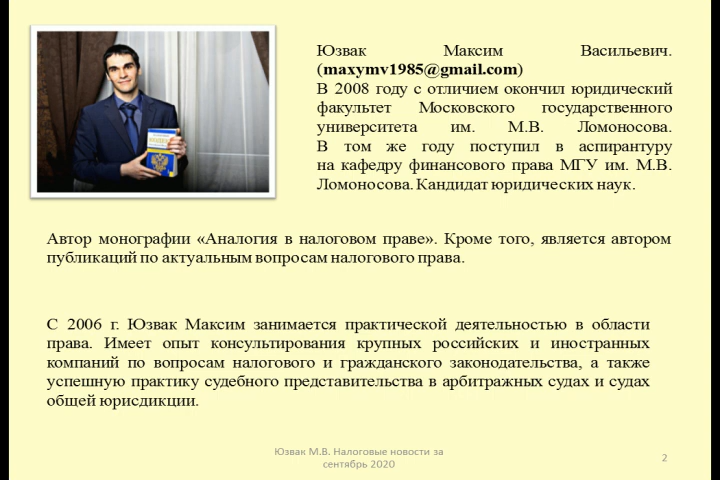 Юзвак Максим Васильевич.
(maxymv1985@gmail.com)
В 2008 году с отличием окончил юридический
факультет Московского государственного
университета им. М.В. Ломоносова.
В том же году поступил в аспирантуру
на кафедру финансового права МГУ им. М.В.
Ломоносова. Кандидат юридических наук.
Автор монографии «Аналогия в налоговом праве». Кроме того, является автором
публикаций по актуальным вопросам налогового права.
С 2006 г. Юзвак Максим занимается практической деятельностью в области
права. Имеет опыт консультирования крупных российских и иностранных
компаний по вопросам налогового и гражданского законодательства, а также
успешную практику судебного представительства в арбитражных судах и судах
общей юрисдикции.
Юзвак М.В. Налоговые новости за
сентябрь 2020
2